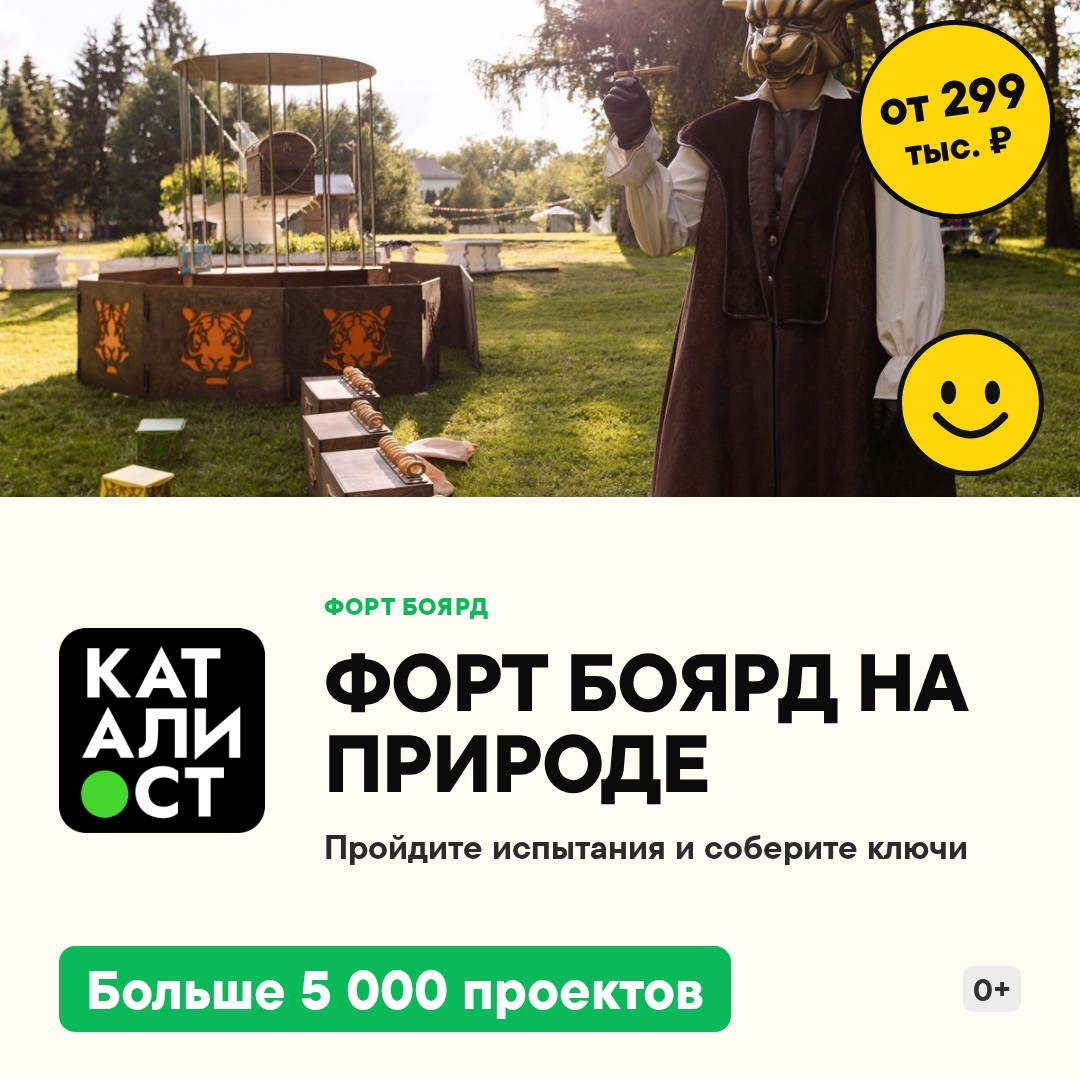 от 299
тыс. ₽
ФОРТ БОЯРД
КАТ
АЛИ
СТ
ФОРТ БОЯРД НА
ПРИРОДЕ
Пройдите испытания и соберите ключи
Больше 5 000 проектов
0+